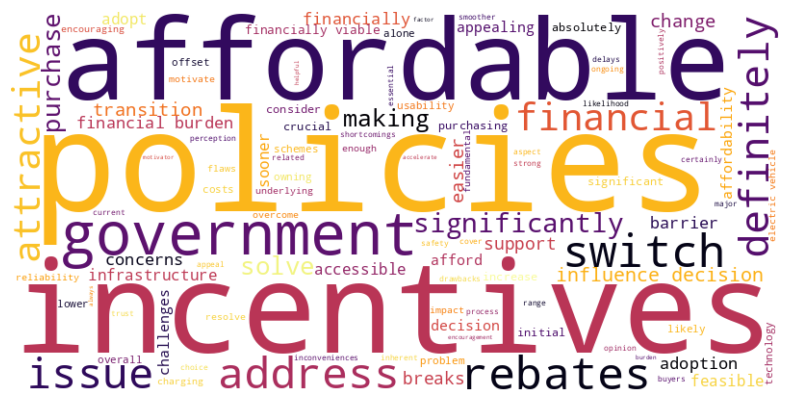 encouraging
adopt
financially
factor
smoother
appealing
absolutely
change
financially viable
alone
affordable
attractive
purchase
offset
motivate
helpful
essential
delays
ongoing
positively
definitely
transition
consider
usability
likelihood
financial
affordability
financial burden
crucial
making
purchasing
policies
perception
shortcomings
schemes
enough
easier
fundamental
aspect
sooner
motivator
related
accelerate
strong
certainly
flaws
owning
costs
underlying
significant
major
electric vehicle
current
overcome
government
significantly
barrier
concerns
safety
cover
support
switch
reliability
infrastructure
appeal
solve
accessible
afford
drawbacks
increase
influence decision
incentives
lower
always
trust
challenges
resolve
impact
process
range
decision
initial
likely
encouragement
technology
overall
inconveniences
inherent
problem
opinion
burden
adoption
issue
choice
charging
address
breaks
rebates
buyers
feasible